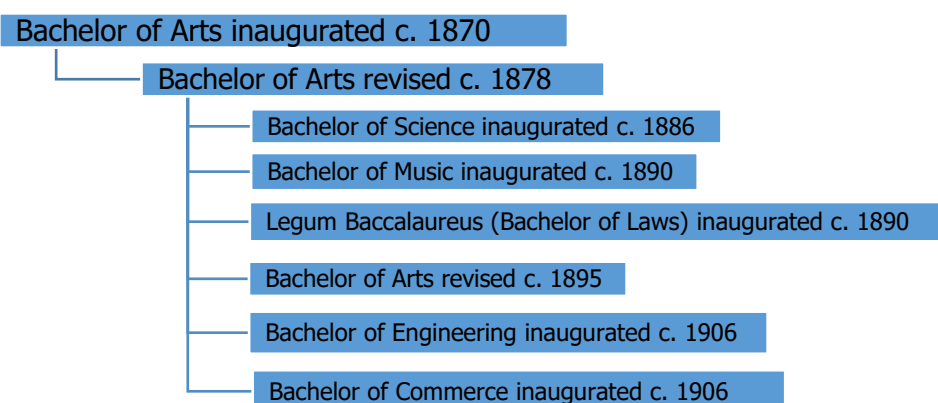 Bachelor of Arts inaugurated c. 1870
Bachelor of Arts revised c. 1878
Bachelor of Science inaugurated c. 1886
Bachelor of Music inaugurated c. 1890
Legum Baccalaureus (Bachelor of Laws) inaugurated c. 1890
Bachelor of Arts revised c. 1895
Bachelor of Engineering inaugurated c. 1906
Bachelor of Commerce inaugurated c. 1906